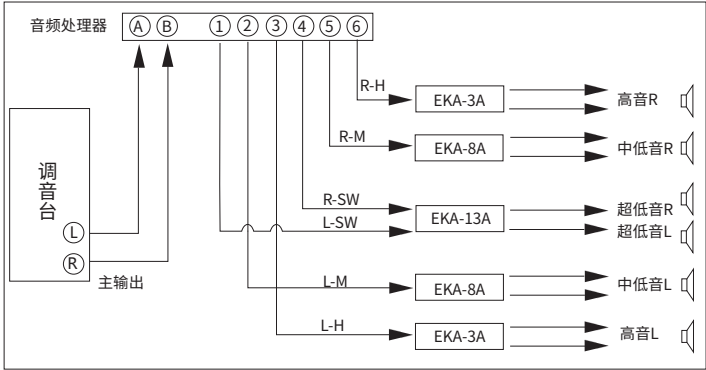 音频处理器 Ⓐ Ⓑ ① ② ③ ④ ⑤ ⑥
R-H
EKA-3A
高音R
R-M
EKA-8A
中低音R
调音台
R-SW
L-SW
EKA-13A
超低音R
超低音L
Ⓛ
Ⓡ
主输出
L-M
EKA-8A
中低音L
L-H
EKA-3A
高音L